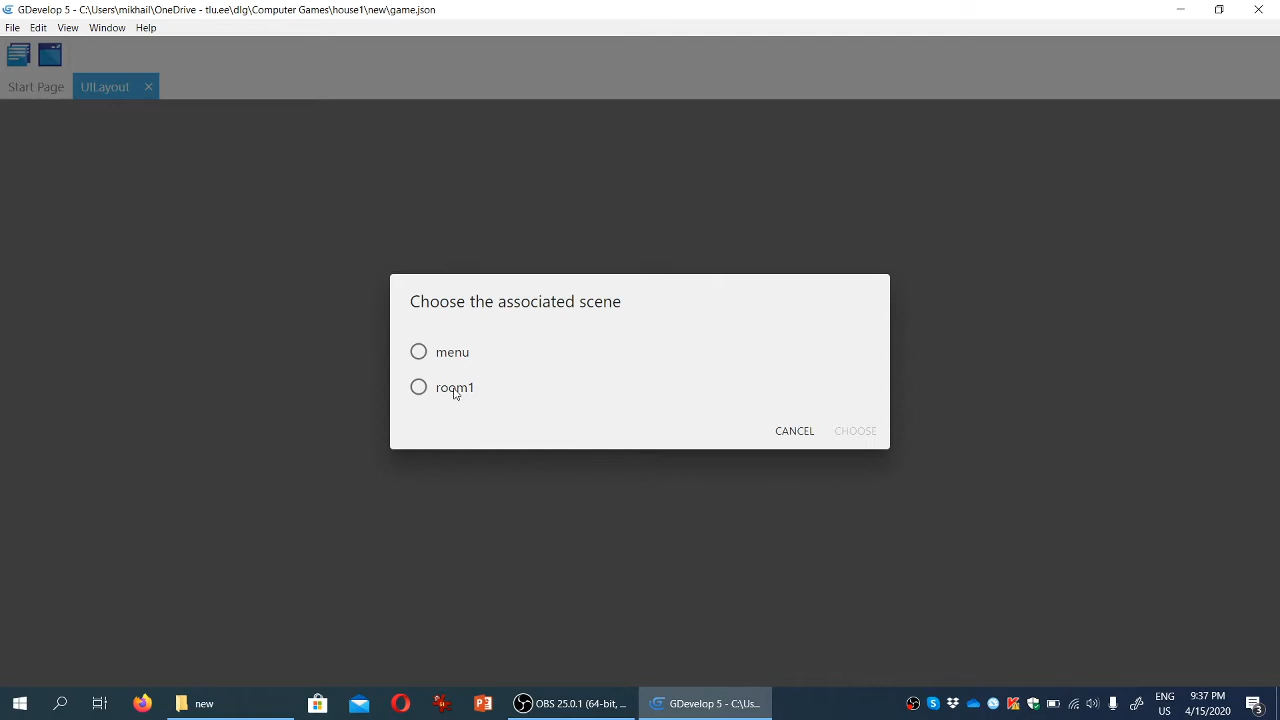 GDevelop 5 - C:\Users\mikhail\OneDrive - tlu.ee\dlg\Computer Games\house1\new\game.json
File Edit View Window Help
Start Page UILayout
Choose the associated scene
menu
room1
CANCEL CHOOSE
new OBS 25.0.1 (64-bit, ... GDevelop 5 - C:\Us... ENG US 9:37 PM 4/15/2020 3